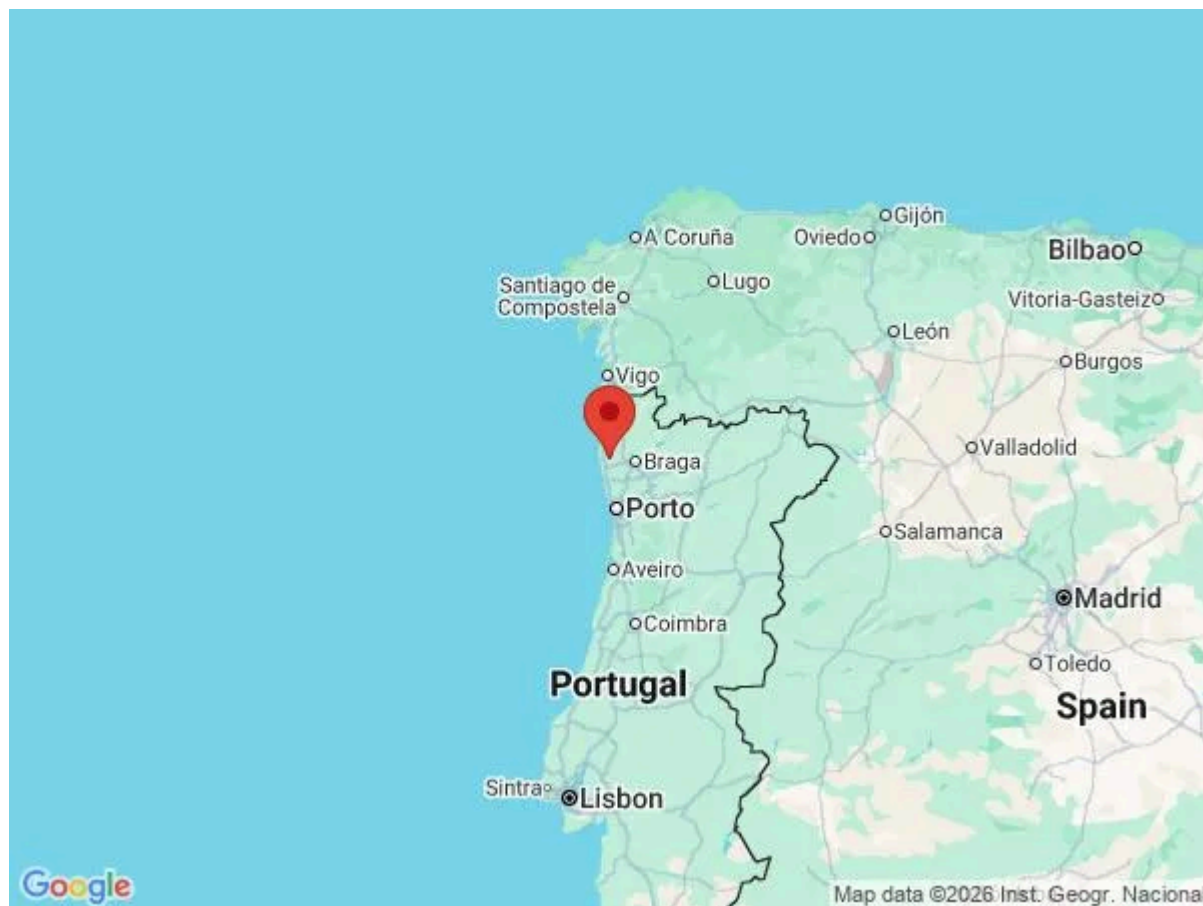 Gijón
A Coruña
Oviedo
Bilbao
Lugo
Santiago de
Compostela
Vitoria-Gasteiz
León
Burgos
Vigo
Valladolid
Braga
Porto
Salamanca
Aveiro
Madrid
Coimbra
Toledo
Portugal
Spain
Sintra
Lisbon
Google
Map data ©2026 Inst. Geogr. Nacional